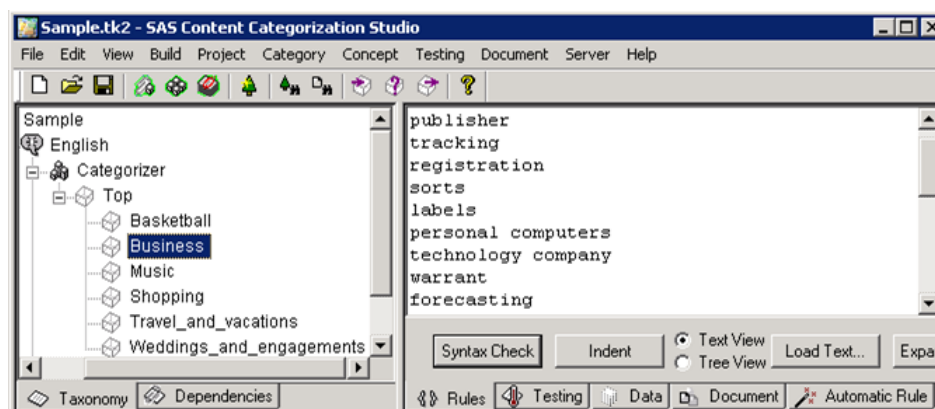 Sample.tk2 - SAS Content Categorization Studio
File Edit View Build Project Category Concept Testing Document Server Help
Sample
English
Categorizer
Top
Basketball
Business
Music
Shopping
Travel_and_vacations
Weddings_and_engagements
Taxonomy Dependencies
publisher
tracking
registration
sorts
labels
personal computers
technology company
warrant
forecasting
Syntax Check Indent Text View Tree View Load Text... Expa
Rules Testing Data Document Automatic Rule